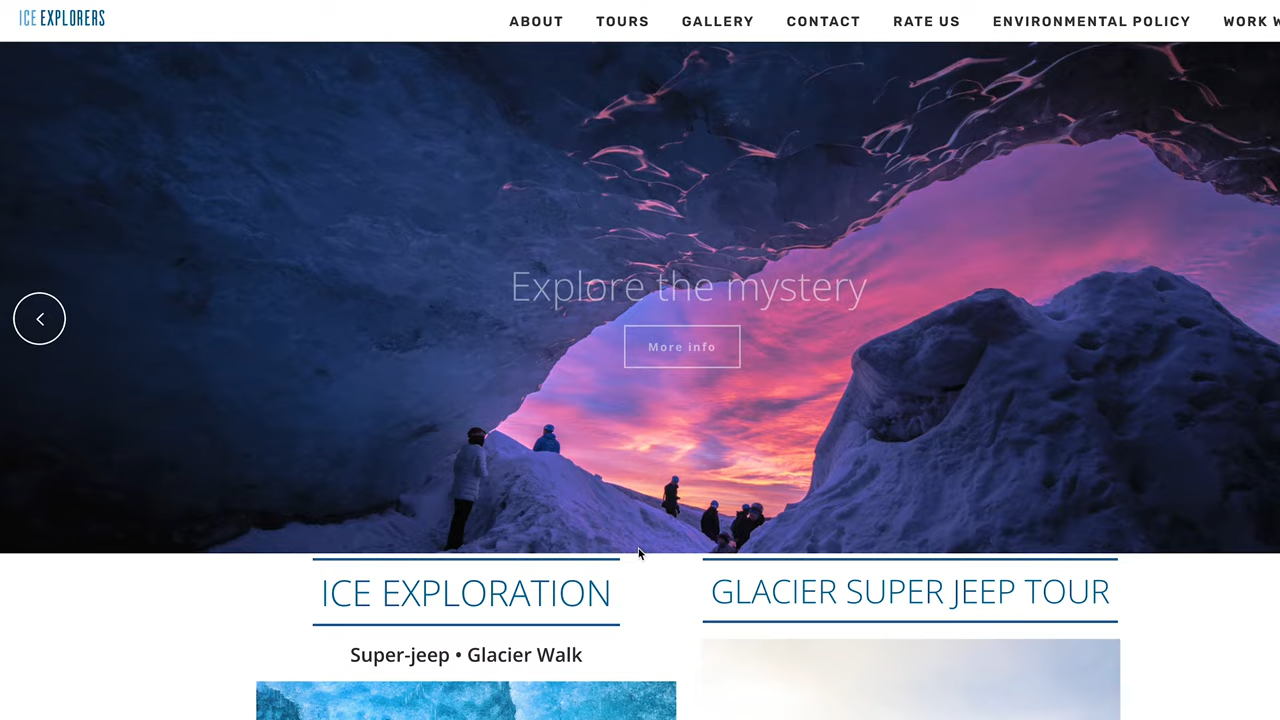 ICE EXPLORERS
ABOUT TOURS GALLERY CONTACT RATE US ENVIRONMENTAL POLICY WORK
Explore the mystery
More info
ICE EXPLORATION
GLACIER SUPER JEEP TOUR
Super-jeep • Glacier Walk